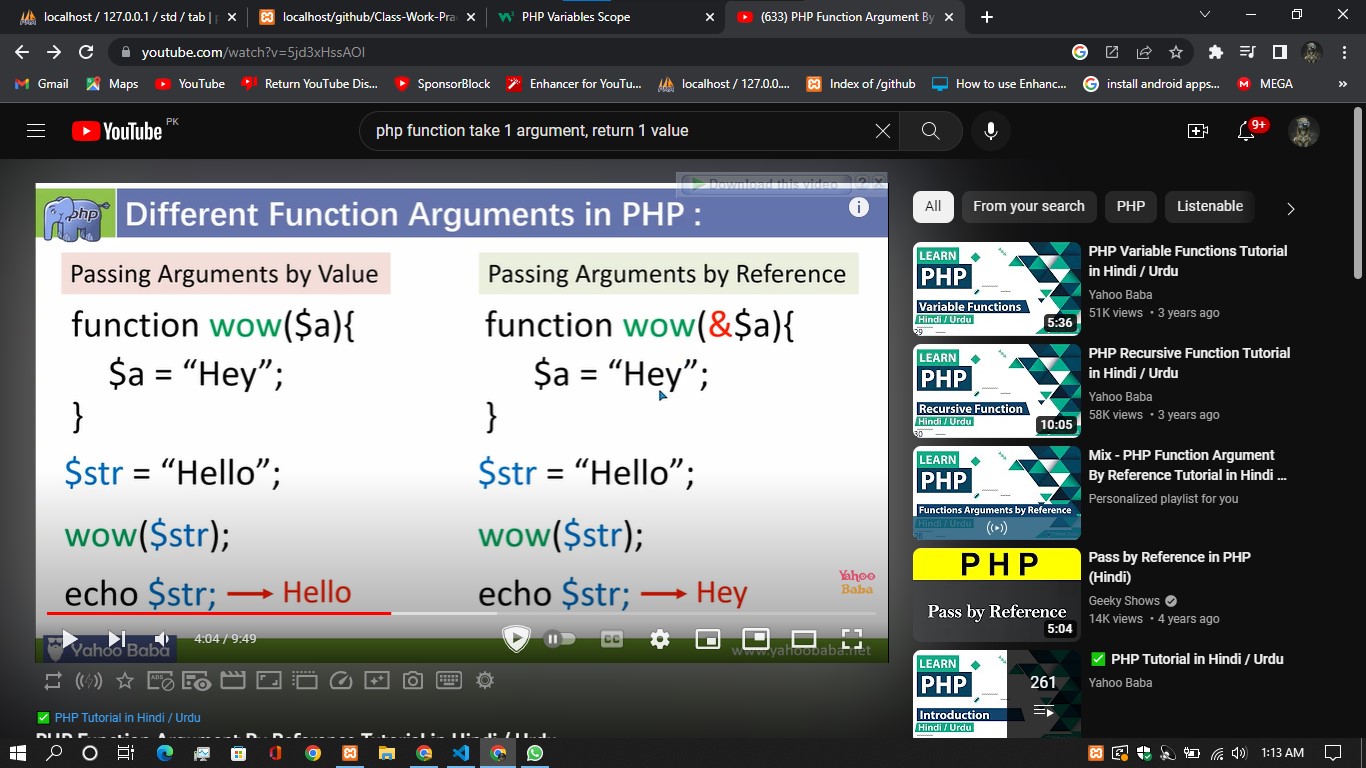 localhost / 127.0.0.1 / std / tab | p
localhost/github/Class-Work-Prac
PHP Variables Scope
(633) PHP Function Argument By
youtube.com/watch?v=5jd3xHssAOI
Gmail
Maps
YouTube
Return YouTube Dis...
SponsorBlock
Enhancer for YouTu...
localhost / 127.0.0....
Index of /github
How to use Enhanc...
install android apps...
MEGA
»
YouTube PK
php function take 1 argument, return 1 value
9+
Download this video
php
Different Function Arguments in PHP :
Passing Arguments by Value
function wow($a){
$a = “Hey”;
}
$str = “Hello”;
wow($str);
echo $str; → Hello
Passing Arguments by Reference
function wow(&$a){
$a = “Hey”;
}
$str = “Hello”;
wow($str);
echo $str; → Hey
Yahoo
Baba
4:04 / 9:49
CC
Yahoo Baba
www.yahoobaba.net
PHP Tutorial in Hindi / Urdu
PHP Function Argument By Reference Tutorial in Hindi / Urdu
All
From your search
PHP
Listenable
LEARN
PHP
Variable Functions
Hindi / Urdu
29
5:36
PHP Variable Functions Tutorial
in Hindi / Urdu
Yahoo Baba
51K views • 3 years ago
LEARN
PHP
Recursive Function
Hindi / Urdu
30
10:05
PHP Recursive Function Tutorial
in Hindi / Urdu
Yahoo Baba
58K views • 3 years ago
LEARN
PHP
Functions Arguments by Reference
Hindi / Urdu
28
Mix - PHP Function Argument
By Reference Tutorial in Hindi ...
Personalized playlist for you
PHP
Pass by Reference
5:04
Pass by Reference in PHP
(Hindi)
Geeky Shows
14K views • 4 years ago
LEARN
PHP
Introduction
261
✅ PHP Tutorial in Hindi / Urdu
Yahoo Baba
1:13 AM